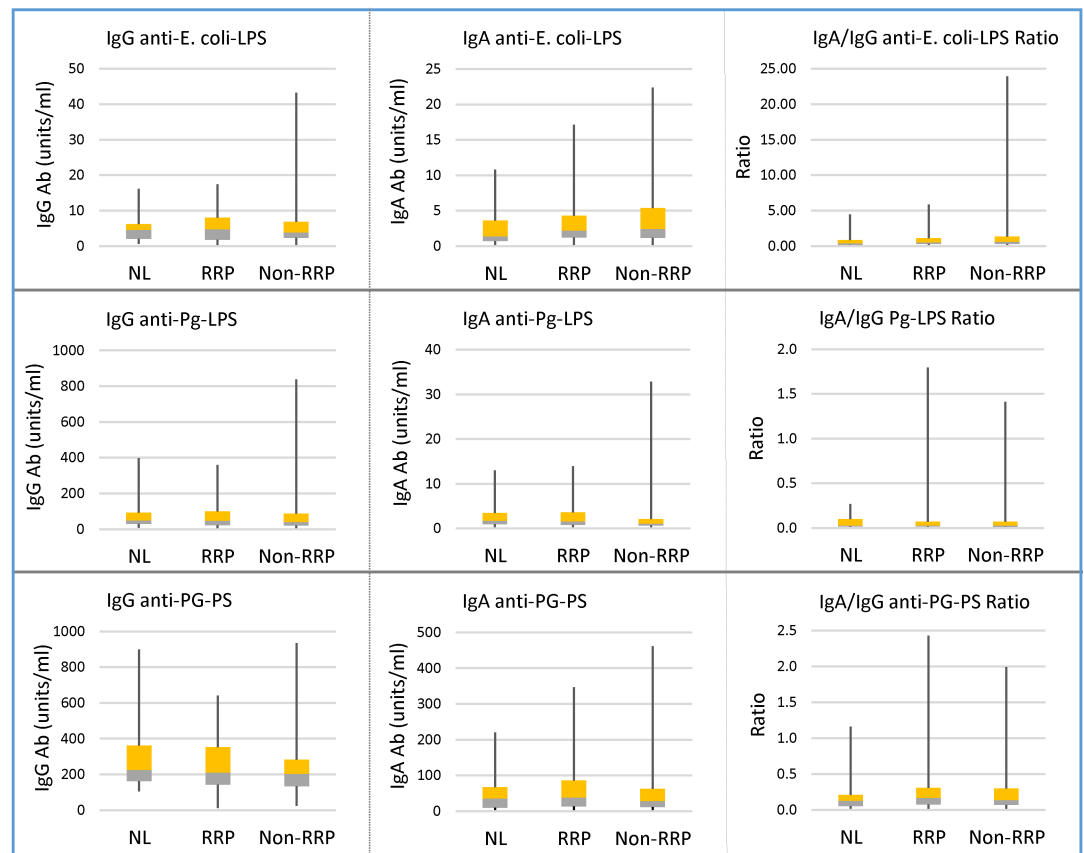 IgG anti-E. coli-LPS
IgG Ab (units/ml)
50
40
30
20
10
0
NL RRP Non-RRP
IgA anti-E. coli-LPS
IgA Ab (units/ml)
25
20
15
10
5
0
NL RRP Non-RRP
IgA/IgG anti-E. coli-LPS Ratio
Ratio
25.00
20.00
15.00
10.00
5.00
0.00
NL RRP Non-RRP
IgG anti-Pg-LPS
IgG Ab (units/ml)
1000
800
600
400
200
0
NL RRP Non-RRP
IgA anti-Pg-LPS
IgA Ab (units/ml)
40
30
20
10
0
NL RRP Non-RRP
IgA/IgG Pg-LPS Ratio
Ratio
2.0
1.5
1.0
0.5
0.0
NL RRP Non-RRP
IgG anti-PG-PS
IgG Ab (units/ml)
1000
800
600
400
200
0
NL RRP Non-RRP
IgA anti-PG-PS
IgA Ab (units/ml)
500
400
300
200
100
0
NL RRP Non-RRP
IgA/IgG anti-PG-PS Ratio
Ratio
2.5
2.0
1.5
1.0
0.5
0.0
NL RRP Non-RRP